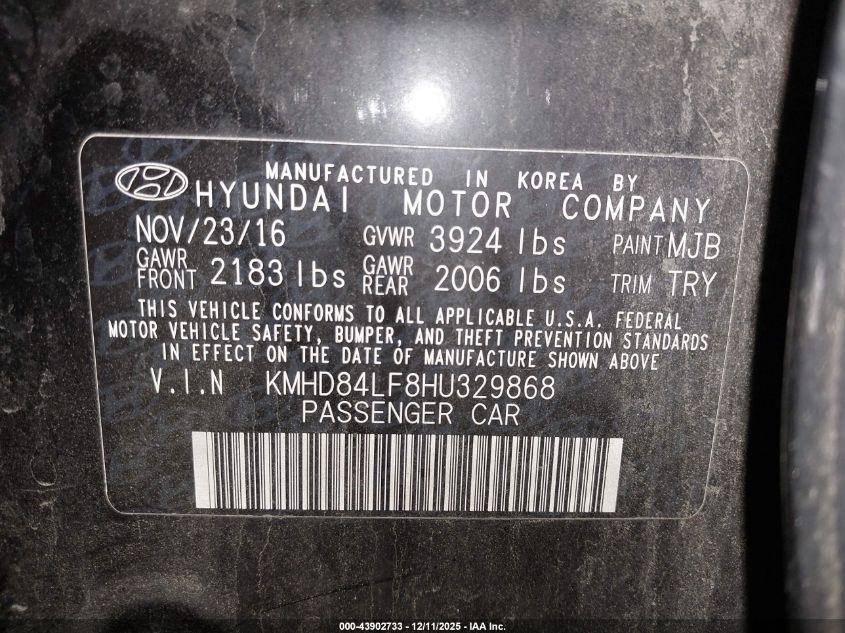 MANUFACTURED IN KOREA BY
HYUNDAI MOTOR COMPANY
NOV/23/16 GVWR 3924 lbs PAINT MJB
GAWR FRONT 2183 lbs GAWR REAR 2006 lbs TRIM TRY
THIS VEHICLE CONFORMS TO ALL APPLICABLE U.S.A. FEDERAL
MOTOR VEHICLE SAFETY, BUMPER, AND THEFT PREVENTION STANDARDS
IN EFFECT ON THE DATE OF MANUFACTURE SHOWN ABOVE
V.I.N KMHD84LF8HU329868
PASSENGER CAR
000-43902733 - 12/11/2025 - IAA Inc.